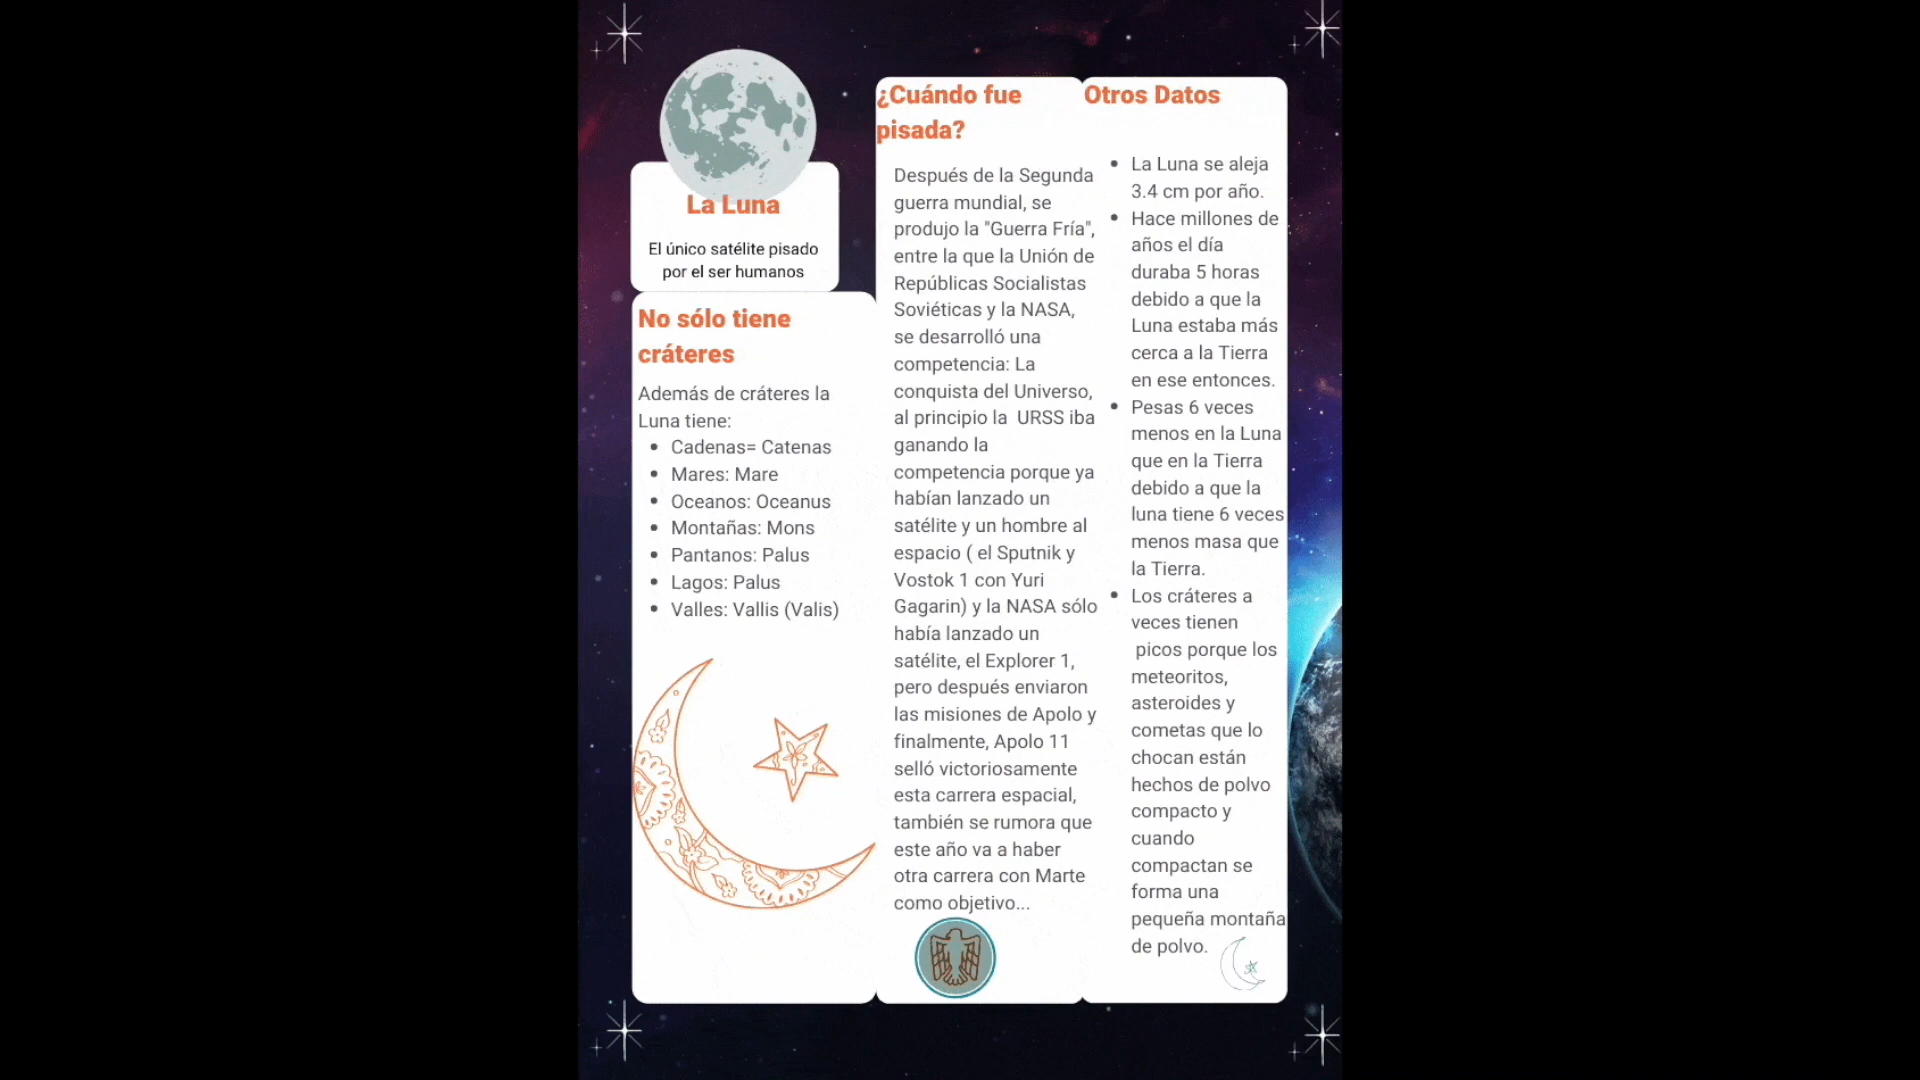 La Luna
El único satélite pisado
por el ser humanos
No sólo tiene
cráteres
Además de cráteres la
Luna tiene:
Cadenas= Catenas
Mares: Mare
Oceanos: Oceanus
Montañas: Mons
Pantanos: Palus
Lagos: Palus
Valles: Vallis (Valis)
¿Cuándo fue
pisada?
Después de la Segunda
guerra mundial, se
produjo la "Guerra Fría",
entre la que la Unión de
Repúblicas Socialistas
Soviéticas y la NASA,
se desarrolló una
competencia: La
conquista del Universo,
al principio la URSS iba
ganando la
competencia porque ya
habían lanzado un
satélite y un hombre al
espacio ( el Sputnik y
Vostok 1 con Yuri
Gagarin) y la NASA sólo
había lanzado un
satélite, el Explorer 1,
pero después enviaron
las misiones de Apolo y
finalmente, Apolo 11
selló victoriosamente
esta carrera espacial,
también se rumora que
este año va a haber
otra carrera con Marte
como objetivo...
Otros Datos
La Luna se aleja
3.4 cm por año.
Hace millones de
años el día
duraba 5 horas
debido a que la
Luna estaba más
cerca a la Tierra
en ese entonces.
Pesas 6 veces
menos en la Luna
que en la Tierra
debido a que la
luna tiene 6 veces
menos masa que
la Tierra.
Los cráteres a
veces tienen
picos porque los
meteoritos,
asteroides y
cometas que lo
chocan están
hechos de polvo
compacto y
cuando
compactan se
forma una
pequeña montaña
de polvo.